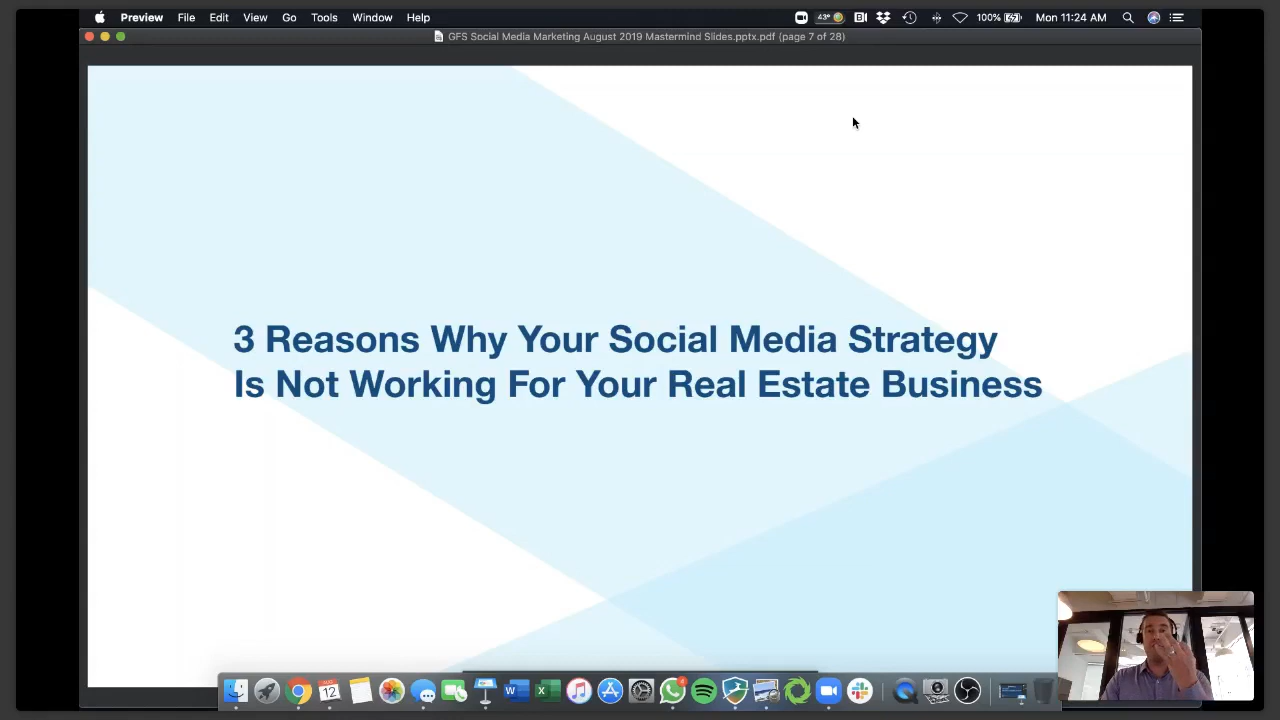 Preview File Edit View Go Tools Window Help 43° 100% Mon 11:24 AM
GFS Social Media Marketing August 2019 Mastermind Slides.pptx.pdf (page 7 of 28)
3 Reasons Why Your Social Media Strategy
Is Not Working For Your Real Estate Business
12